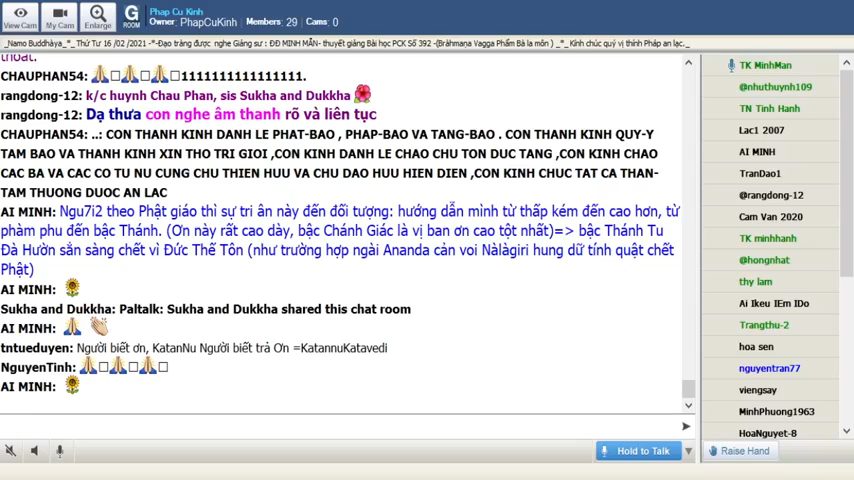 View Cam
My Cam
Enlarge
G
ROOM
Phap Cu Kinh
Owner: PhapCuKinh , Members: 29 Cams: 0
_Namo Buddhàya_*_ Thứ Tư 16 /02 /2021 -*-Đạo tràng được nghe Giảng sư : ĐĐ MINH MẪN- thuyết giảng Bài học PCK Số 392 -(Bràhmaṇa Vagga Phẩm Bà la môn ) _*_ Kính chúc quý vị thính Pháp an lạc._
thoát.
CHAUPHAN54: 🙏□🙏□🙏□1111111111111111.
rangdong-12: k/c huynh Chau Phan, sis Sukha and Dukkha
rangdong-12: Dạ thưa con nghe âm thanh rõ và liên tục
CHAUPHAN54: ..: CON THANH KINH DANH LE PHAT-BAO , PHAP-BAO VA TANG-BAO . CON THANH KINH QUY-Y
TAM BAO VA THANH KINH XIN THO TRI GIOI ,CON KINH DANH LE CHAO CHU TON DUC TANG ,CON KINH CHAO
CAC BA VA CAC CO TU NU CUNG CHU THIEN HUU VA CHU DAO HUU HIEN DIEN ,CON KINH CHUC TAT CA THAN-
TAM THUONG DUOC AN LAC
AI MINH: Ngu7i2 theo Phật giáo thì sự tri ân này đến đối tượng: hướng dẫn mình từ thấp kém đến cao hơn, từ
phàm phu đến bậc Thánh. (Ơn này rất cao dày, bậc Chánh Giác là vị ban ơn cao tột nhất)=> bậc Thánh Tu
Đà Hườn sẳn sàng chết vì Đức Thế Tôn (như trường hợp ngài Ananda cản voi Nàlàgiri hung dữ tính quật chết
Phật)
AI MINH:
Sukha and Dukkha: Paltalk: Sukha and Dukkha shared this chat room
AI MINH:
tntueduyen: Người biết ơn, KatanNu Người biết trả Ơn =KatannuKatavedi
NguyenTinh: 🙏□🙏□🙏□
AI MINH:
Hold to Talk
TK MinhMan
@nhuthuynh109
TN Tinh Hanh
Lac1 2007
AI MINH
TranDao1
@rangdong-12
Cam Van 2020
TK minhhanh
@hongnhat
thy lam
Ai Ikeu IEm IDo
Trangthu-2
hoa sen
nguyentran77
viengsay
MinhPhuong1963
HoaNguyet-8
Raise Hand